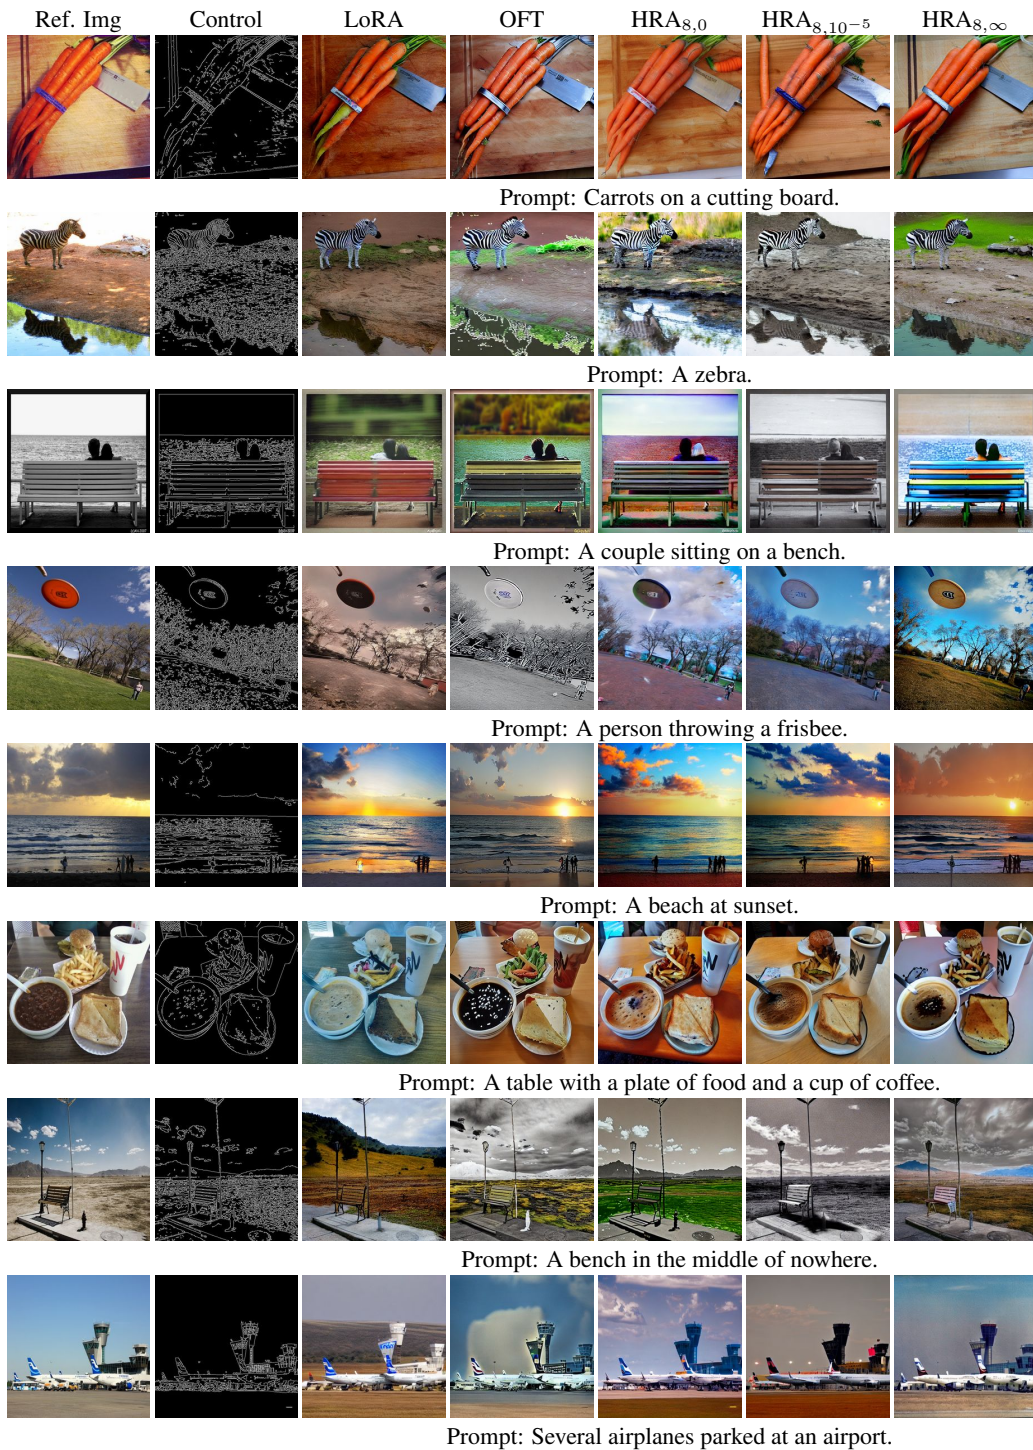 Ref. Img Control LoRA OFT HRA₈,₀ HRA₈,₁₀₋₅ HRA₈,∞
Prompt: Carrots on a cutting board.
Prompt: A zebra.
Prompt: A couple sitting on a bench.
Prompt: A person throwing a frisbee.
Prompt: A beach at sunset.
Prompt: A table with a plate of food and a cup of coffee.
Prompt: A bench in the middle of nowhere.
Prompt: Several airplanes parked at an airport.